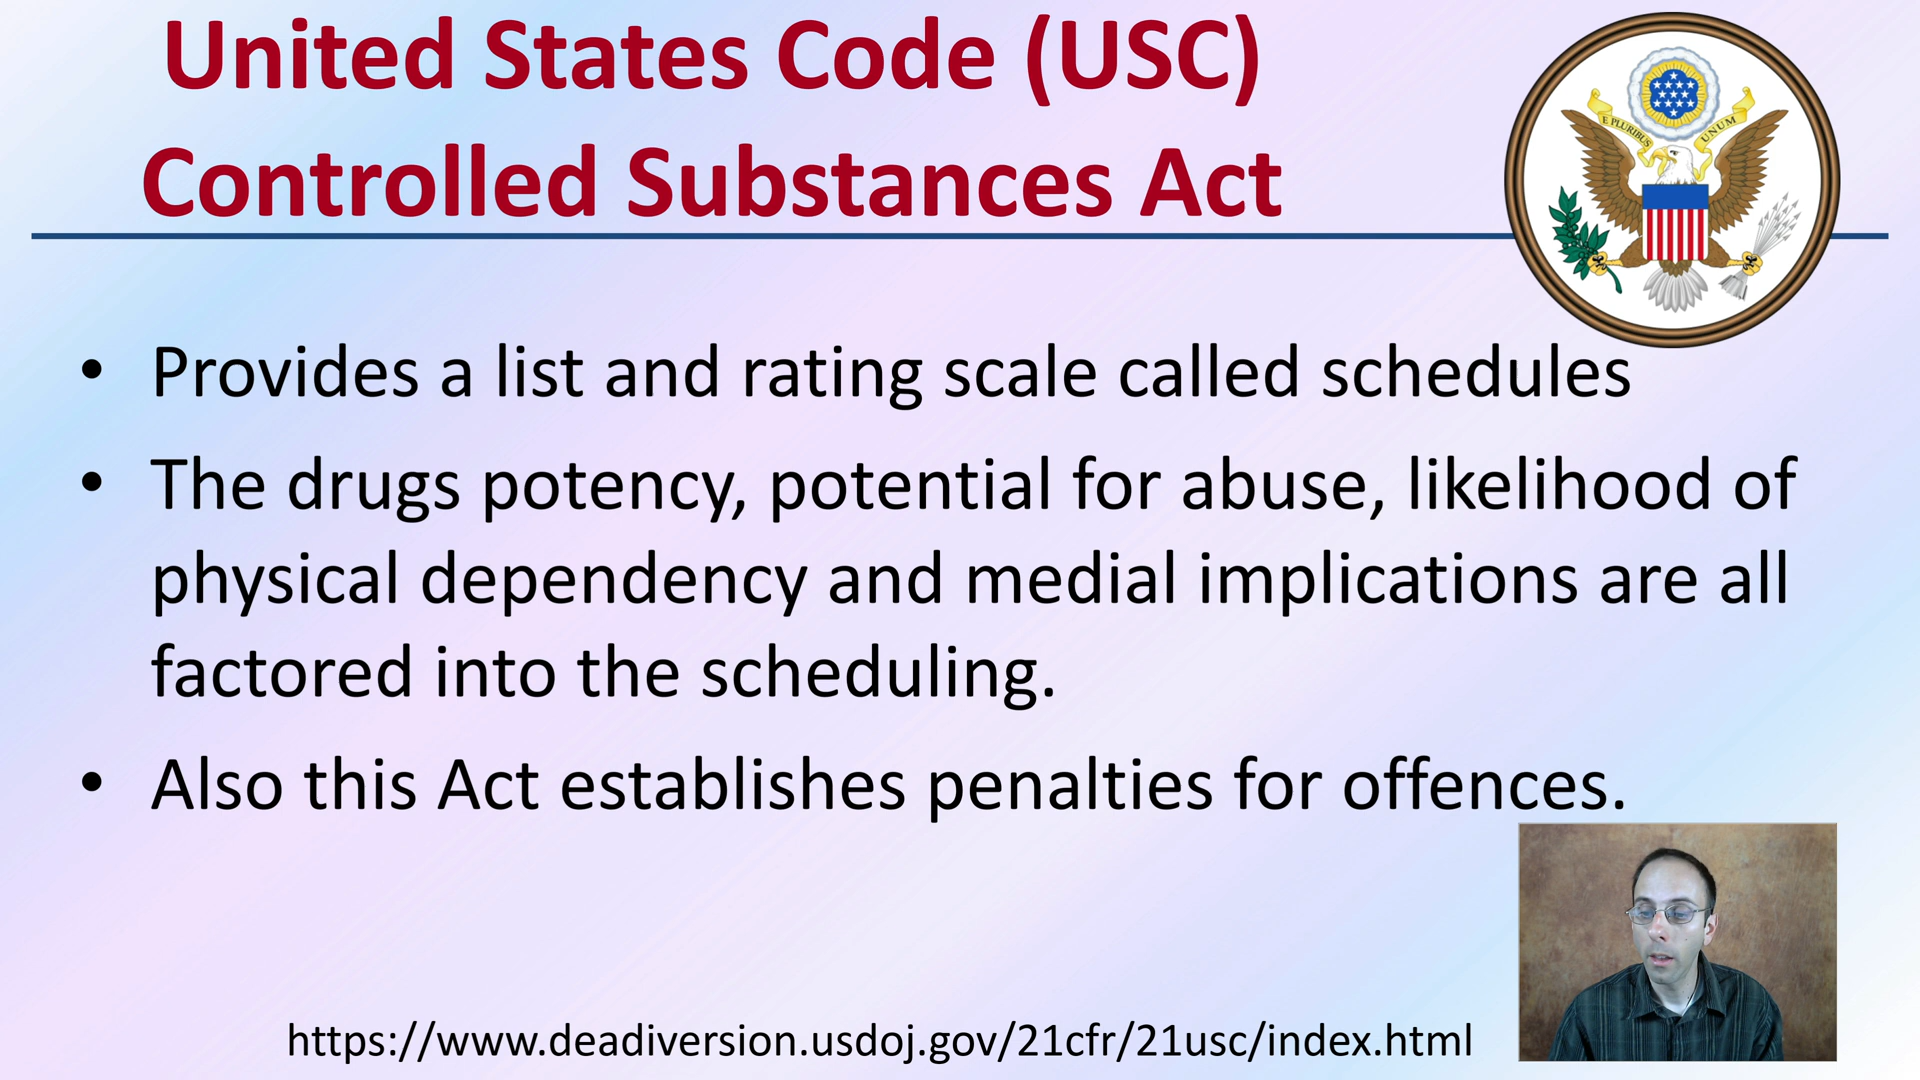 United States Code (USC)
Controlled Substances Act
E PLURIBUS UNUM
• Provides a list and rating scale called schedules
• The drugs potency, potential for abuse, likelihood of
physical dependency and medial implications are all
factored into the scheduling.
• Also this Act establishes penalties for offences.
https://www.deadiversion.usdoj.gov/21cfr/21usc/index.html